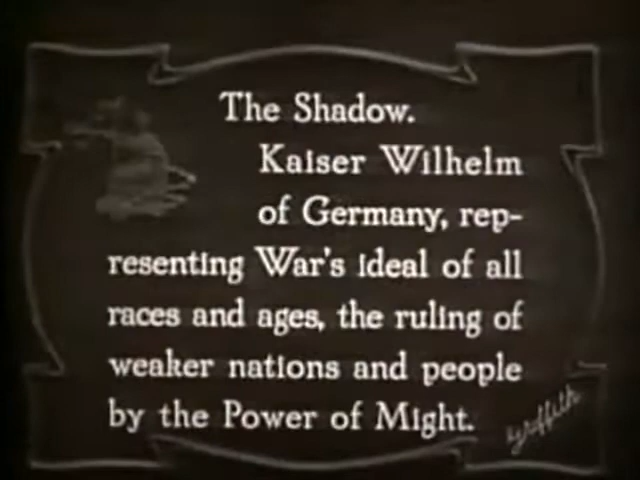 The Shadow.
Kaiser Wilhelm
of Germany, rep-
resenting War's ideal of all
races and ages, the ruling of
weaker nations and people
by the Power of Might.
Griffith